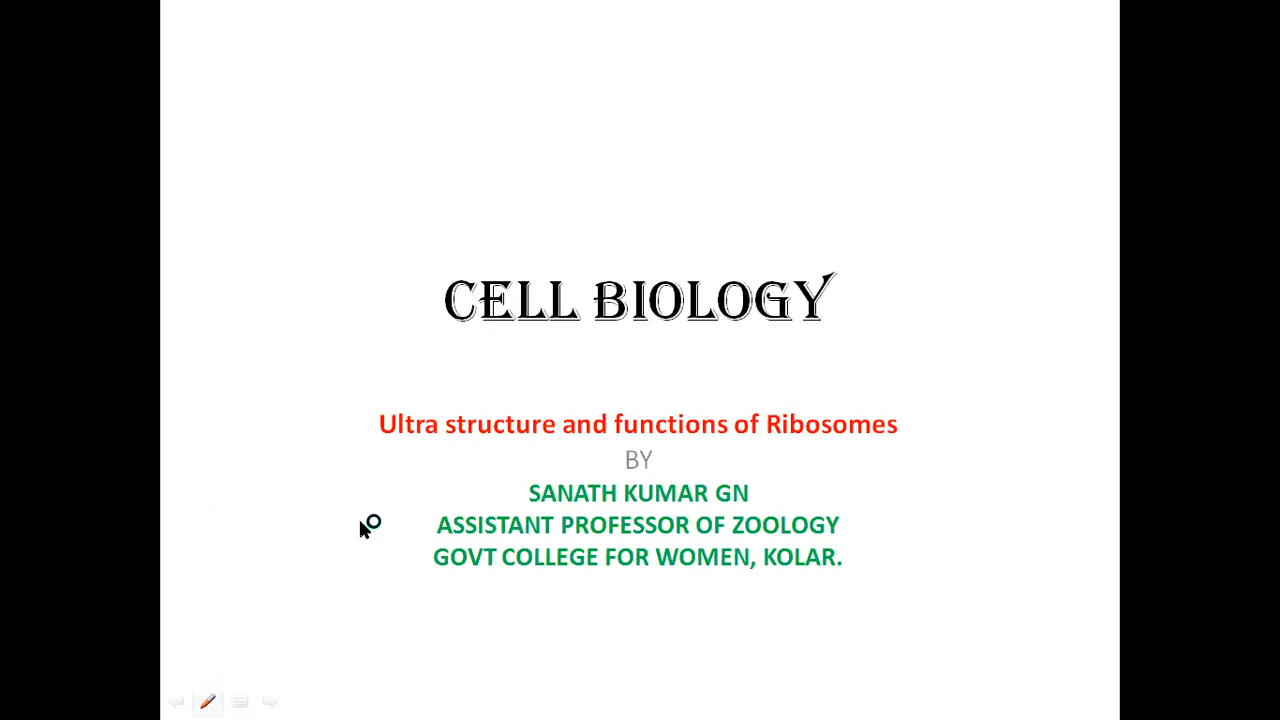 CELL BIOLOGY
Ultra structure and functions of Ribosomes
BY
SANATH KUMAR GN
ASSISTANT PROFESSOR OF ZOOLOGY
GOVT COLLEGE FOR WOMEN, KOLAR.